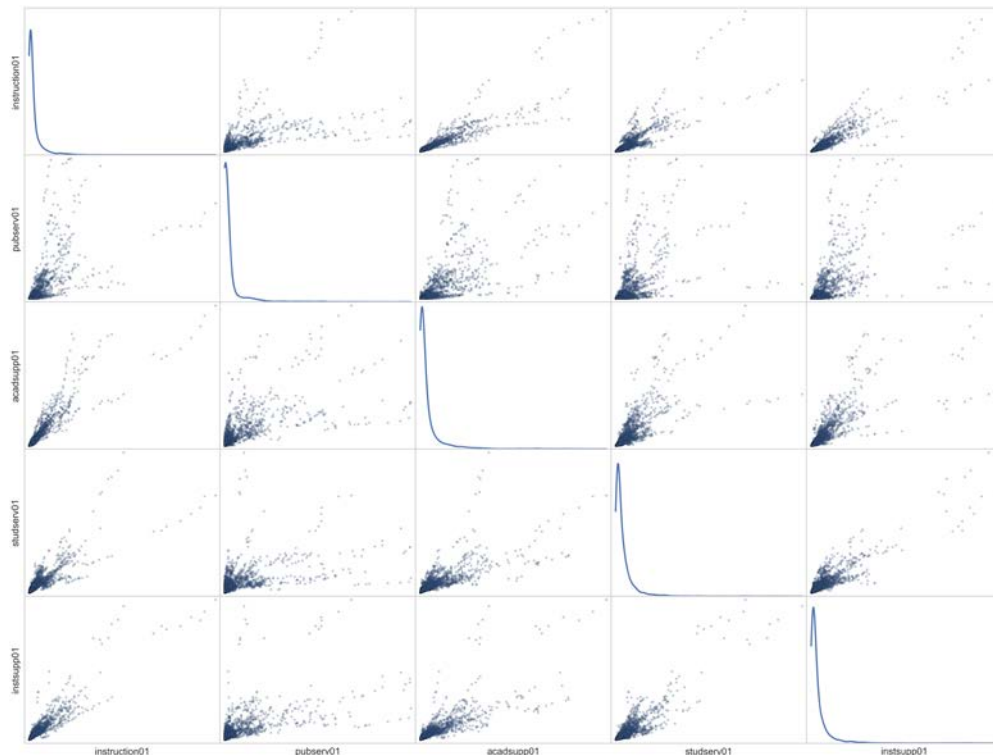 instruction01
pubserv01
acadsupp01
studserv01
instsupp01
instruction01
pubserv01
acadsupp01
studserv01
instsupp01